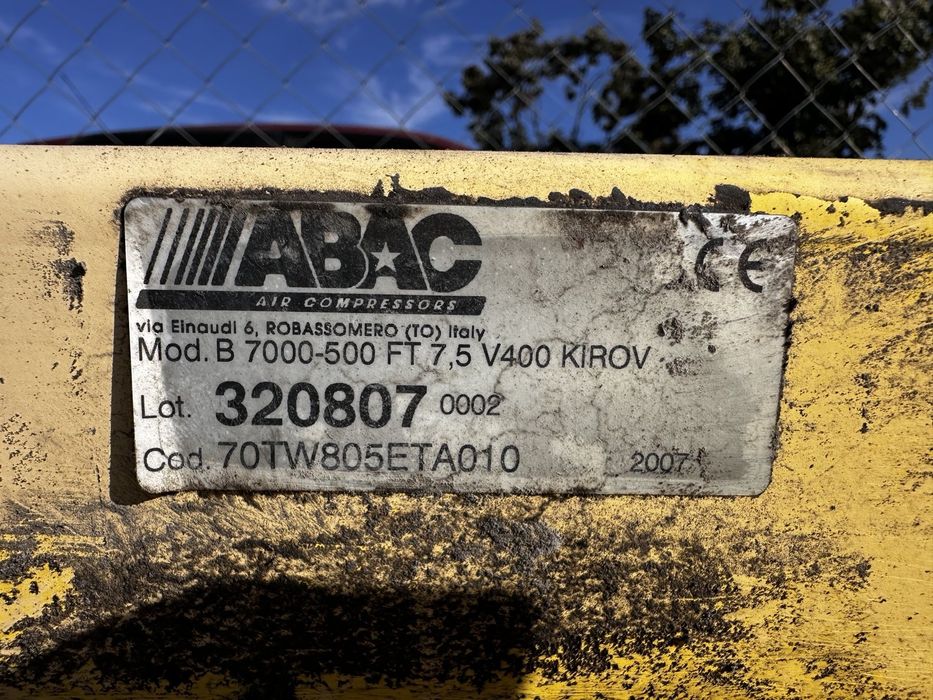 ABAC
AIR COMPRESSORS
CE
via Einaudi 6, ROBASSOMERO (TO) Italy
Mod. B 7000-500 FT 7,5 V400 KIROV
Lot. 320807 0002
Cod. 70TW805ETA010 2007